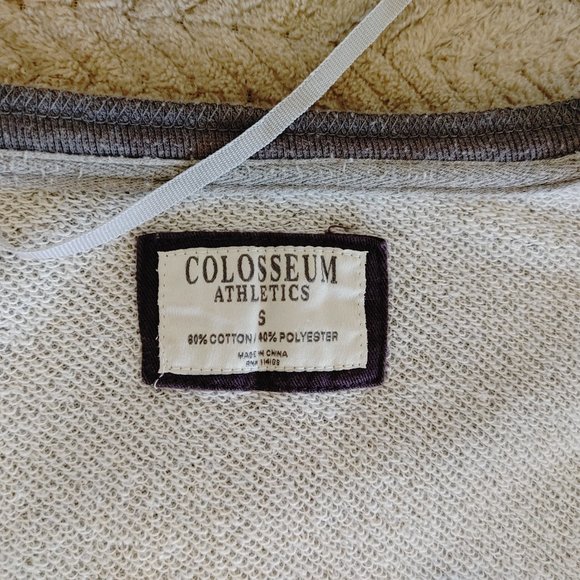 COLOSSEUM
ATHLETICS
S
60% COTTON/40% POLYESTER
MADE IN CHINA